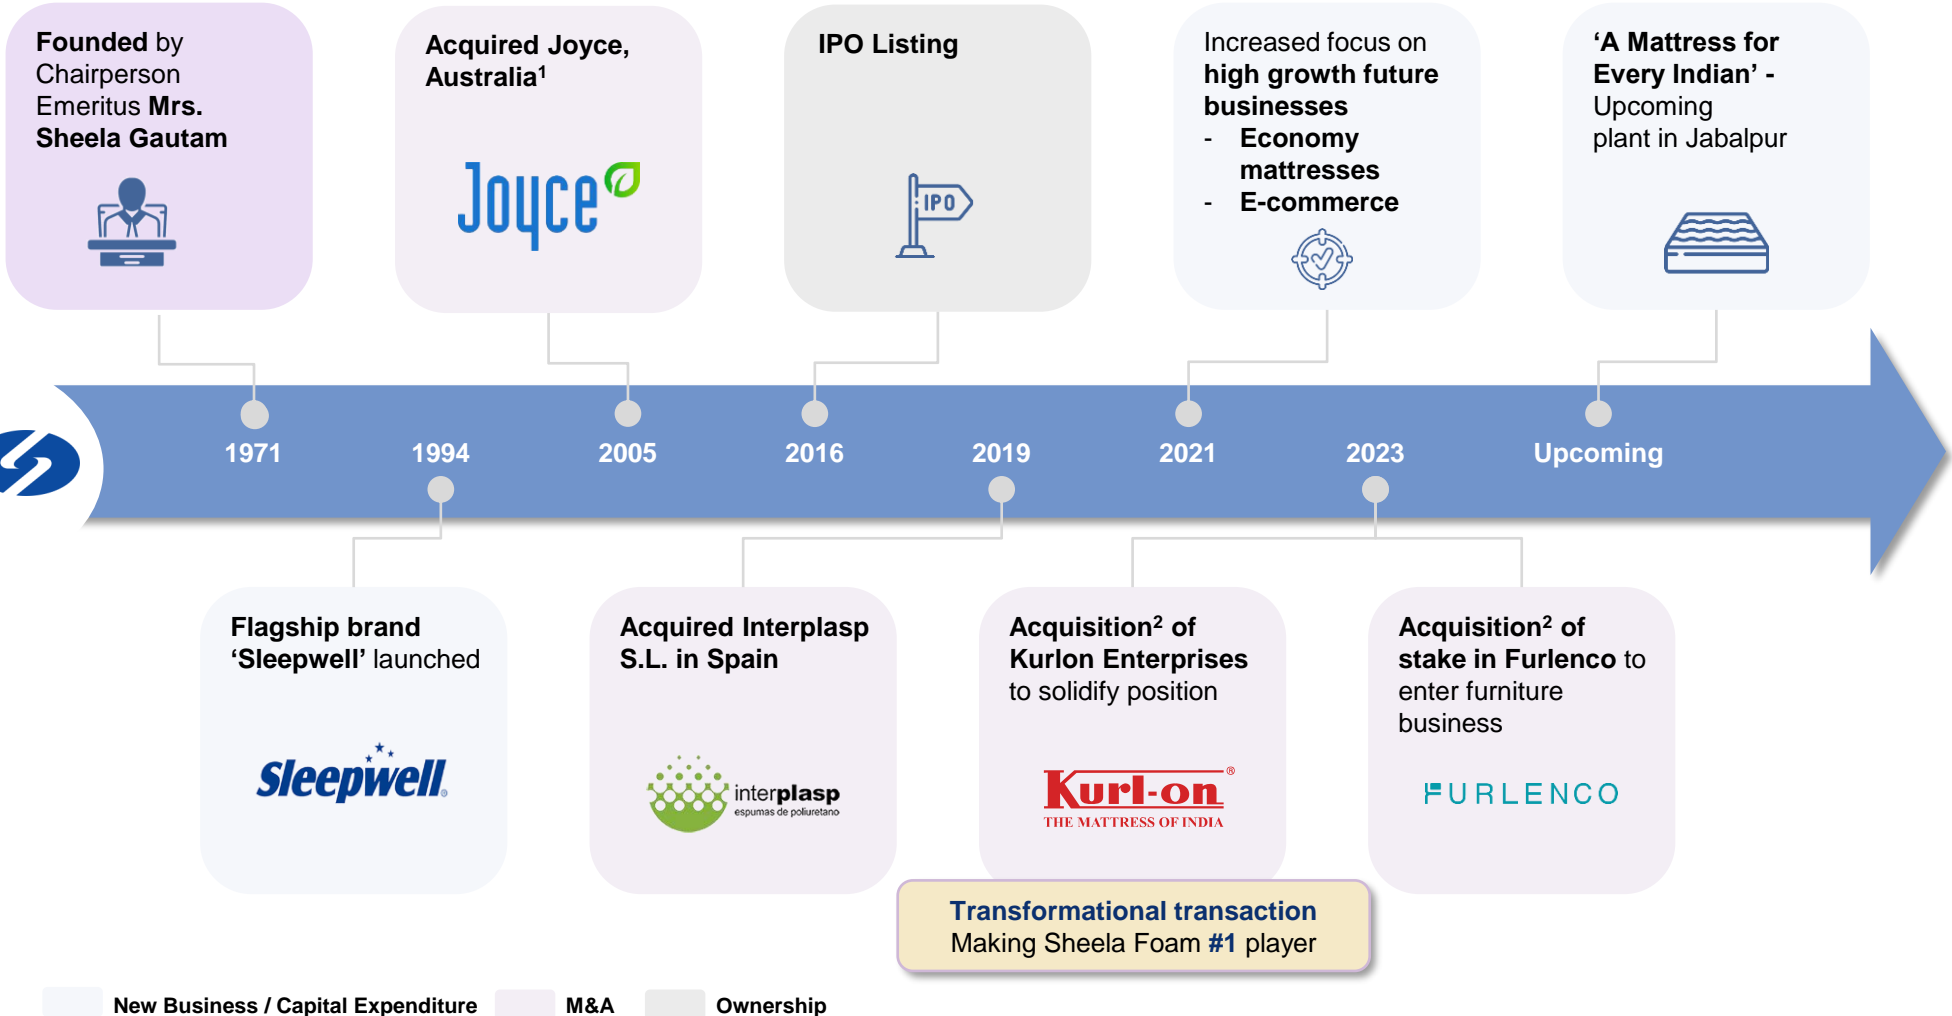 Founded by
Chairperson
Emeritus Mrs.
Sheela Gautam
Acquired Joyce,
Australia¹
Joyce
IPO Listing
IPO
Increased focus on
high growth future
businesses
- Economy
mattresses
- E-commerce
‘A Mattress for
Every Indian’ -
Upcoming
plant in Jabalpur
1971
1994
2005
2016
2019
2021
2023
Upcoming
Flagship brand
‘Sleepwell’ launched
Sleepwell®
Acquired Interplasp
S.L. in Spain
interplasp
espumas de poliuretano
Acquisition² of
Kurlon Enterprises
to solidify position
Kurl-on®
THE MATTRESS OF INDIA
Acquisition² of
stake in Furlenco to
enter furniture
business
FURLENCO
Transformational transaction
Making Sheela Foam #1 player
New Business / Capital Expenditure
M&A
Ownership